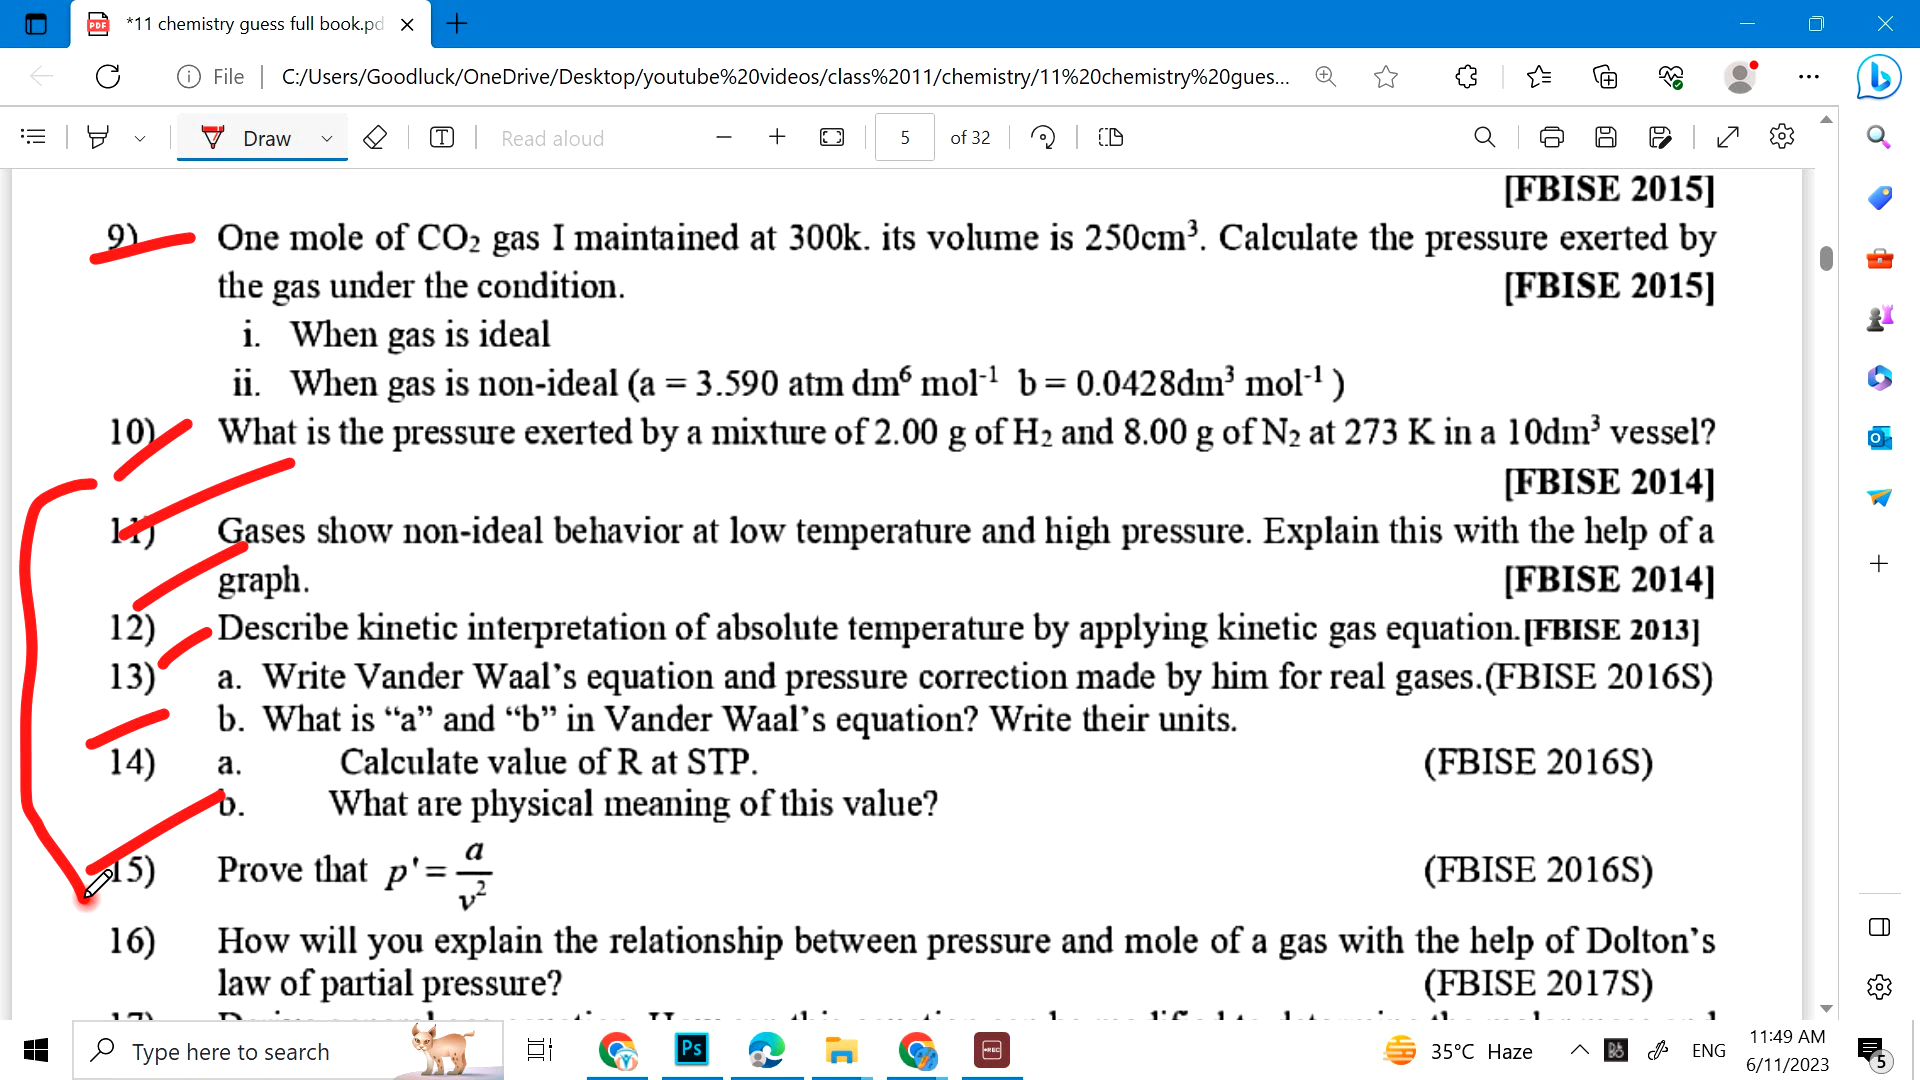 *11 chemistry guess full book.pd
File
C:/Users/Goodluck/OneDrive/Desktop/youtube%20videos/class%2011/chemistry/11%20chemistry%20gues...
Draw
Read aloud
5 of 32
[FBISE 2015]
9) One mole of CO₂ gas I maintained at 300k. its volume is 250cm³. Calculate the pressure exerted by
the gas under the condition. [FBISE 2015]
i. When gas is ideal
ii. When gas is non-ideal (a = 3.590 atm dm⁶ mol⁻¹ b = 0.0428dm³ mol⁻¹ )
10) What is the pressure exerted by a mixture of 2.00 g of H₂ and 8.00 g of N₂ at 273 K in a 10dm³ vessel?
[FBISE 2014]
11) Gases show non-ideal behavior at low temperature and high pressure. Explain this with the help of a
graph. [FBISE 2014]
12) Describe kinetic interpretation of absolute temperature by applying kinetic gas equation.[FBISE 2013]
13) a. Write Vander Waal's equation and pressure correction made by him for real gases.(FBISE 2016S)
b. What is "a" and "b" in Vander Waal's equation? Write their units.
14) a. Calculate value of R at STP. (FBISE 2016S)
b. What are physical meaning of this value?
15) Prove that p' = a/v² (FBISE 2016S)
16) How will you explain the relationship between pressure and mole of a gas with the help of Dolton's
law of partial pressure? (FBISE 2017S)
Type here to search
Ps
REC
35°C Haze
ENG
11:49 AM
6/11/2023
5